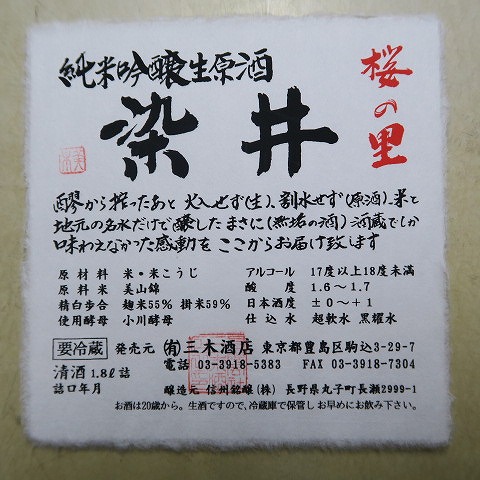 純米吟醸生原酒
桜の里
染井
醪から搾ったあと 火入せず(生)、割水せず(原酒)、米と
地元の名水だけで醸した まさに(無垢の酒)酒蔵でしか
味わえなかった感動を ここからお届け致します
原材料 米・米こうじ アルコール 17度以上18度未満
原料米 美山錦 酸度 1.6～1.7
精白歩合 麹米55% 掛米59% 日本酒度 ±0～+1
使用酵母 小川酵母 仕込水 超軟水 黒耀水
要冷蔵 発売元 (有)三木酒店 東京都豊島区駒込3-29-7
電話 03-3918-5383 FAX 03-3918-7304
清酒 1.8ℓ詰
詰口年月 醸造元 信州銘醸(株) 長野県丸子町長瀬2999-1
お酒は20歳から。生酒ですので、冷蔵庫で保管しお早めにお飲み下さい。